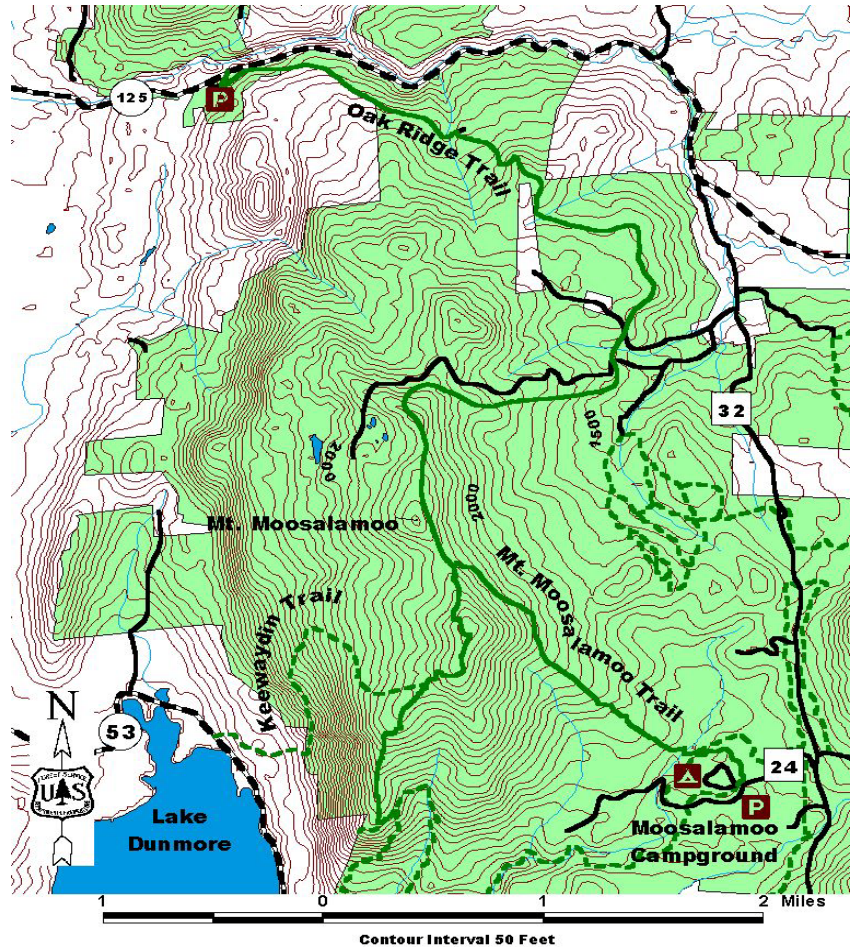 125
P
Oak Ridge Trail
32
1500
2000
2000
Mt. Moosalamoo
Mt. Moosalamoo Trail
Keewaydin Trail
N
53
U S
24
P
Lake
Dunmore
Moosalamoo
Campground
1 0 1 2 Miles
Contour Interval 50 Feet